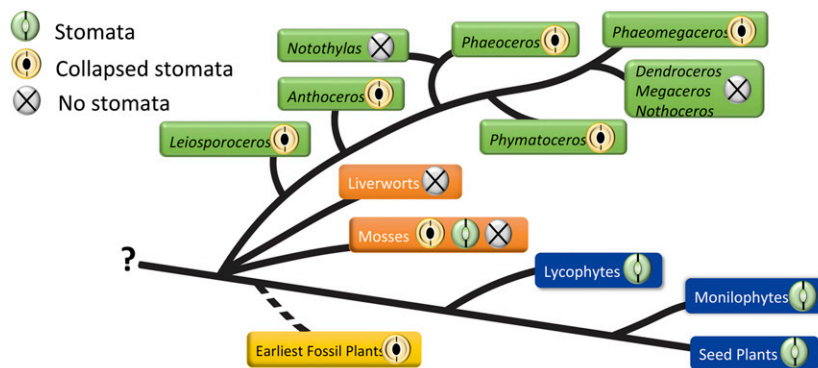 Stomata
Collapsed stomata
No stomata
Notothylas
Phaeoceros
Phaeomegaceros
Anthoceros
Dendroceros
Megaceros
Nothoceros
Leiosporoceros
Phymatoceros
Liverworts
Mosses
?
Lycophytes
Monilophytes
Earliest Fossil Plants
Seed Plants